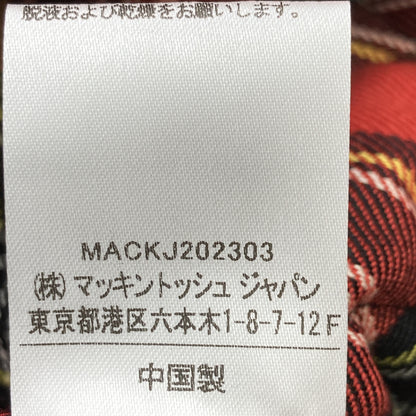 脱液および乾燥をお願いします。
MACKJ202303
(株) マッキントッシュ ジャパン
東京都港区六本木1-8-7-12F
中国製